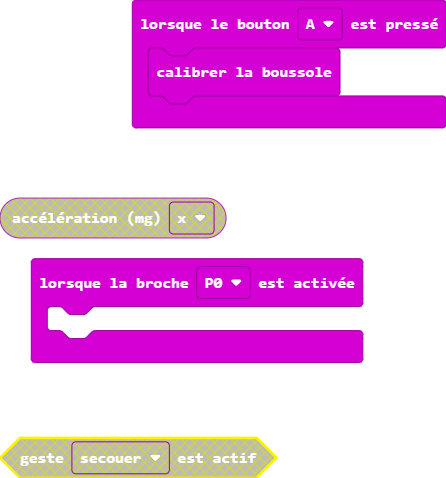 lorsque le bouton A est pressé
calibrer la boussole
accélération (mg) x
lorsque la broche P0 est activée
geste secouer est actif